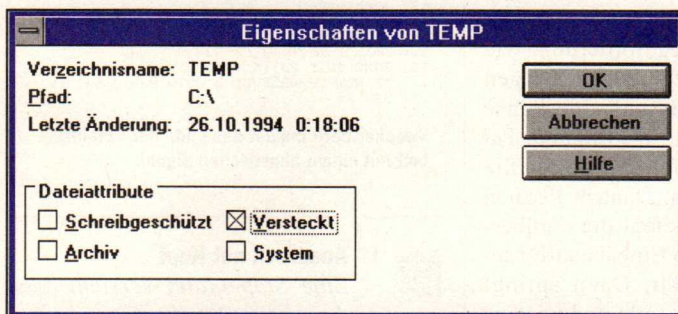 Eigenschaften von TEMP
Verzeichnisname: TEMP
Pfad: C:\
Letzte Änderung: 26.10.1994 0:18:06
OK
Abbrechen
Hilfe
Dateiattribute
Schreibgeschützt
Versteckt
Archiv
System